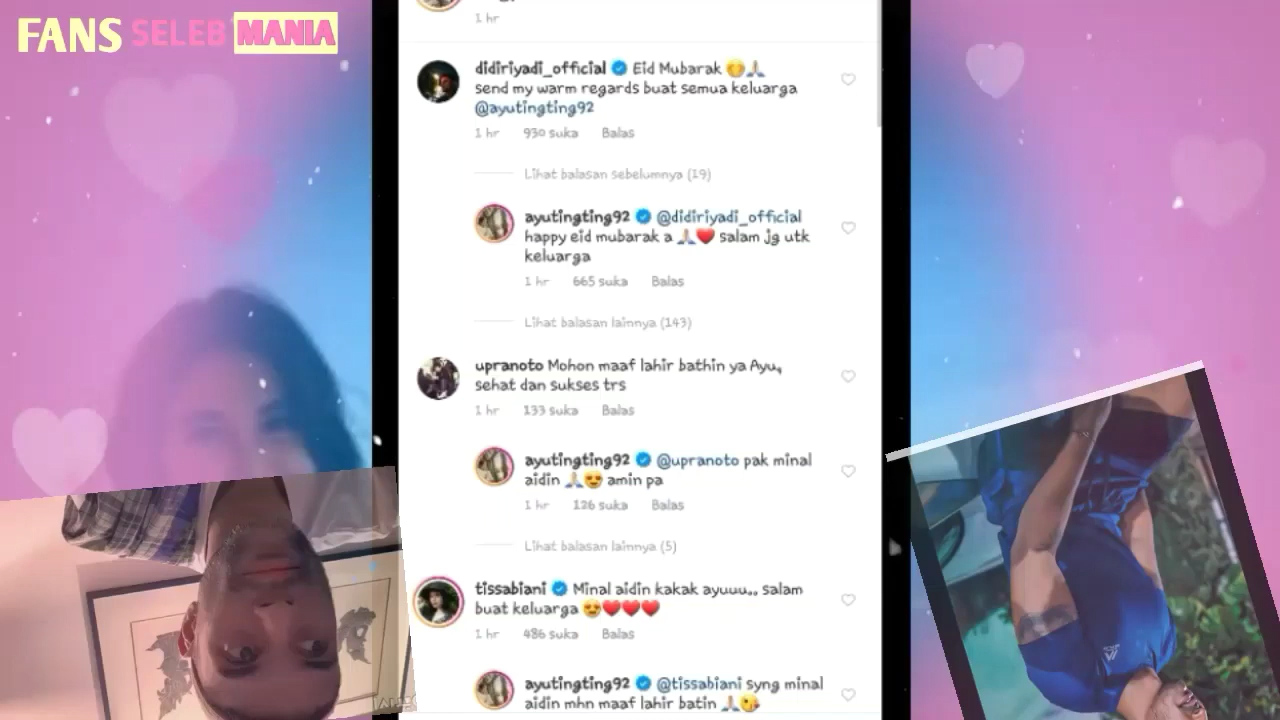 FANS SELEB MANIA
1 hr
didiriyadi_official Eid Mubarak 😁🙏🏻
send my warm regards buat semua keluarga
@ayutingting92
1 hr 930 suka Balas
Lihat balasan sebelumnya (19)
ayutingting92 @didiriyadi_official
happy eid mubarak a 🙏🏻❤️ salam jg utk
keluarga
1 hr 665 suka Balas
Lihat balasan lainnya (143)
upranoto Mohon maaf lahir bathin ya Ayu,
sehat dan sukses trs
1 hr 133 suka Balas
ayutingting92 @upranoto pak minal
aidin 🙏🏻😍 amin pa
1 hr 126 suka Balas
Lihat balasan lainnya (5)
tissabiani Minal aidin kakak ayuuu,, salam
buat keluarga 😍❤️❤️❤️
1 hr 486 suka Balas
ayutingting92 @tissabiani syng minal
aidin mhn maaf lahir batin 🙏🏻😘